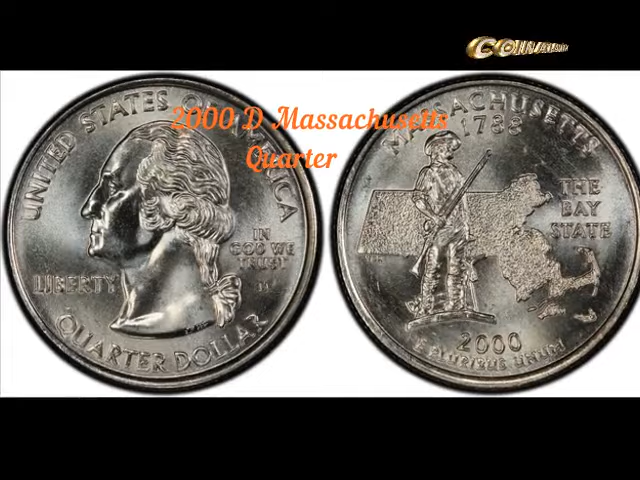 2000 D Massachusetts
Quarter
UNITED STATES OF AMERICA
LIBERTY
IN
GOD WE
TRUST
QUARTER DOLLAR
MASSACHUSETTS
1788
THE
BAY
STATE
2000
E PLURIBUS UNUM